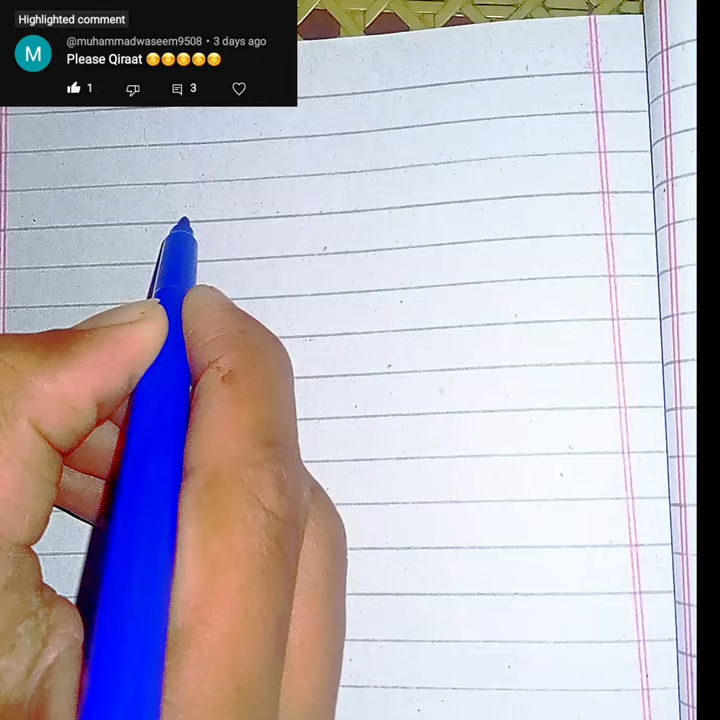 Highlighted comment
M
@muhammadwaseem9508 • 3 days ago
Please Qiraat 😊😊😊😊😊
1
3